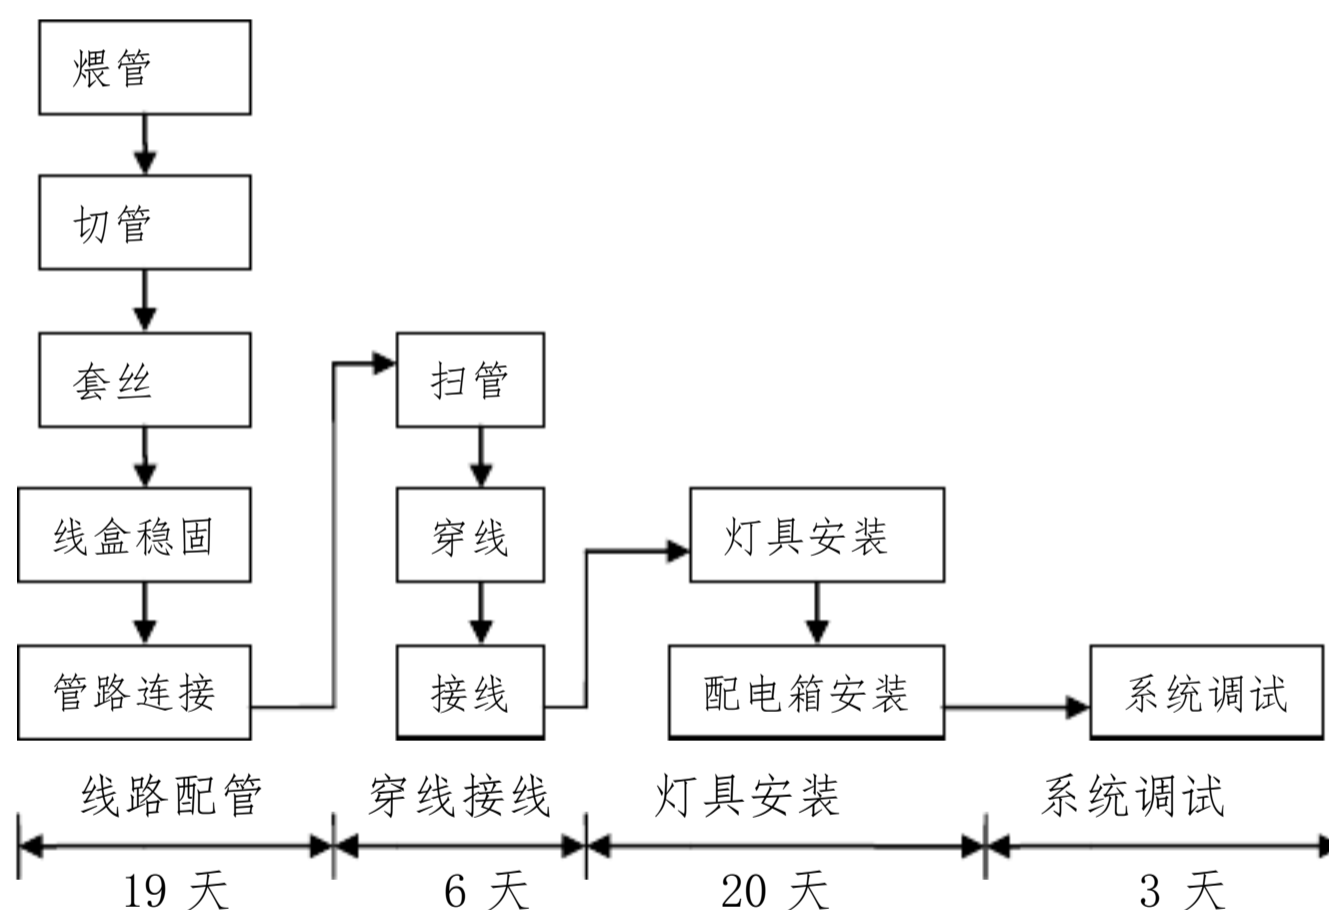 煨管
切管
套丝
线盒稳固
管路连接
扫管
穿线
接线
灯具安装
配电箱安装
系统调试
线路配管
穿线接线
灯具安装
系统调试
19 天
6 天
20 天
3 天